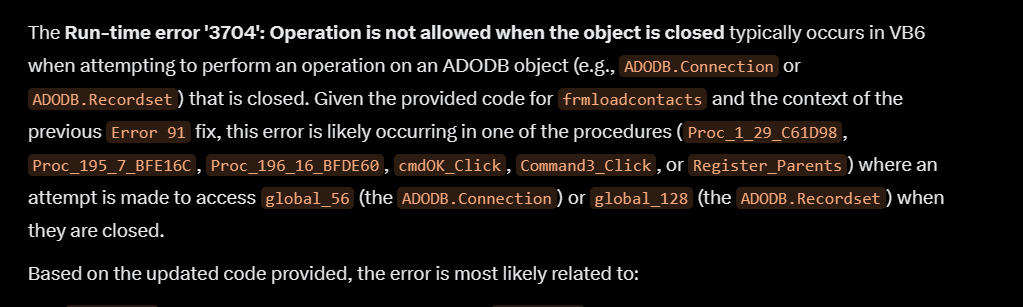 The Run-time error '3704': Operation is not allowed when the object is closed typically occurs in VB6
when attempting to perform an operation on an ADODB object (e.g., ADODB.Connection or
ADODB.Recordset) that is closed. Given the provided code for frmloadcontacts and the context of the
previous Error 91 fix, this error is likely occurring in one of the procedures (Proc_1_29_C61D98,
Proc_195_7_BFE16C, Proc_196_16_BFDE60, cmdOK_Click, Command3_Click, or Register_Parents) where an
attempt is made to access global_56 (the ADODB.Connection) or global_128 (the ADODB.Recordset) when
they are closed.
Based on the updated code provided, the error is most likely related to: